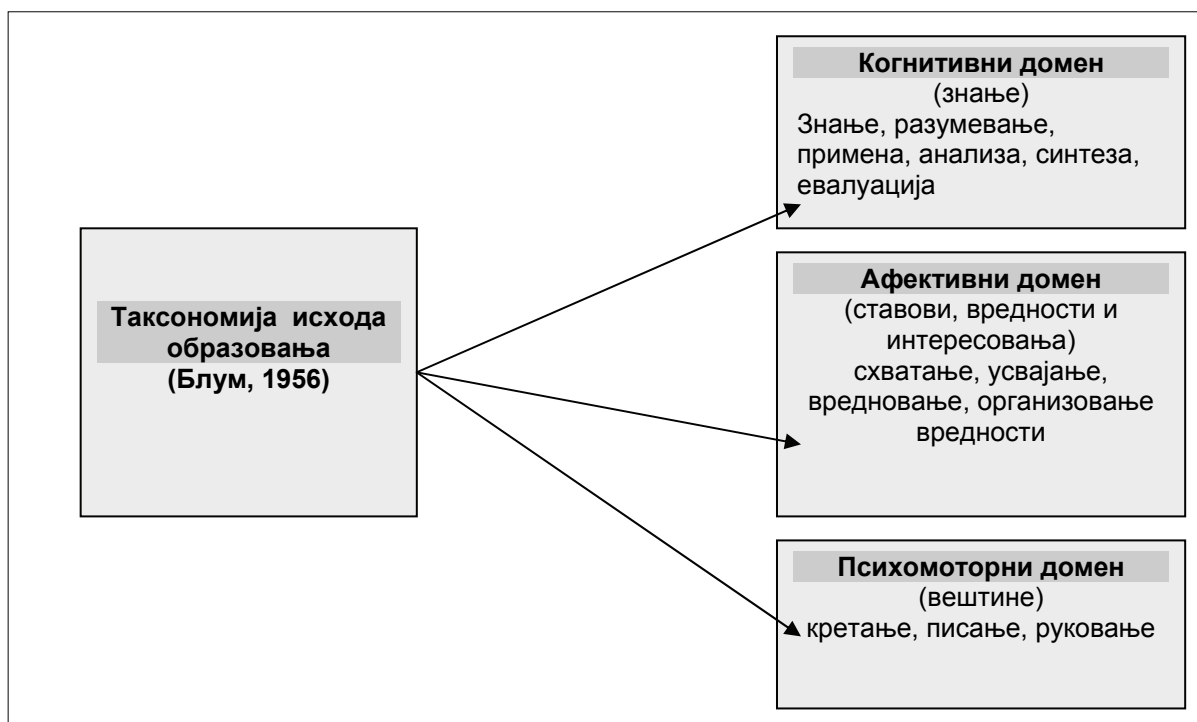 Таксономија исхода
образовања
(Блум, 1956)
Когнитивни домен
(знање)
Знање, разумевање,
примена, анализа, синтеза,
евалуација
Афективни домен
(ставови, вредности и
интересовања)
схватање, усвајање,
вредновање, организовање
вредности
Психомоторни домен
(вештине)
кретање, писање, руковање